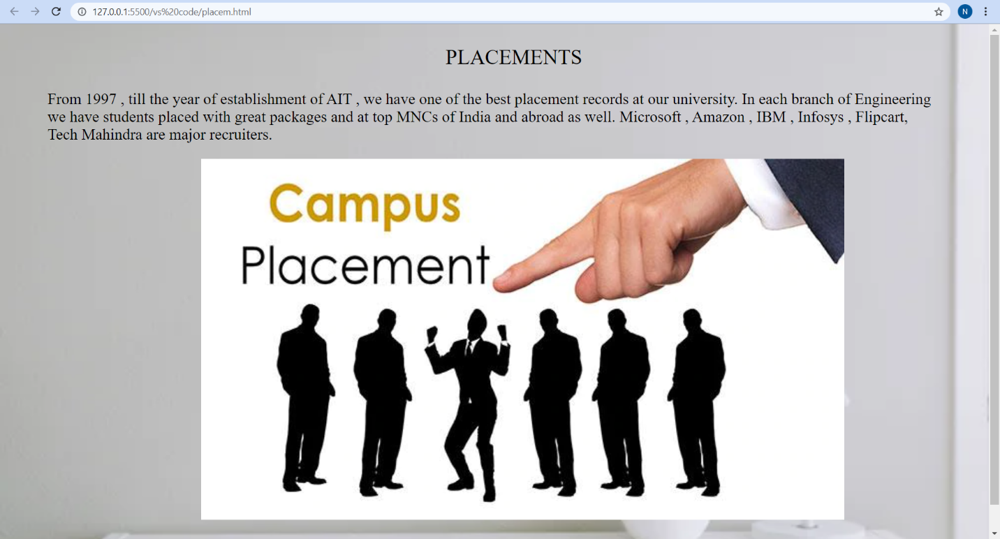 127.0.0.1:5500/vs%20code/placem.html
N
PLACEMENTS
From 1997 , till the year of establishment of AIT , we have one of the best placement records at our university. In each branch of Engineering
we have students placed with great packages and at top MNCs of India and abroad as well. Microsoft , Amazon , IBM , Infosys , Flipcart,
Tech Mahindra are major recruiters.
Campus
Placement